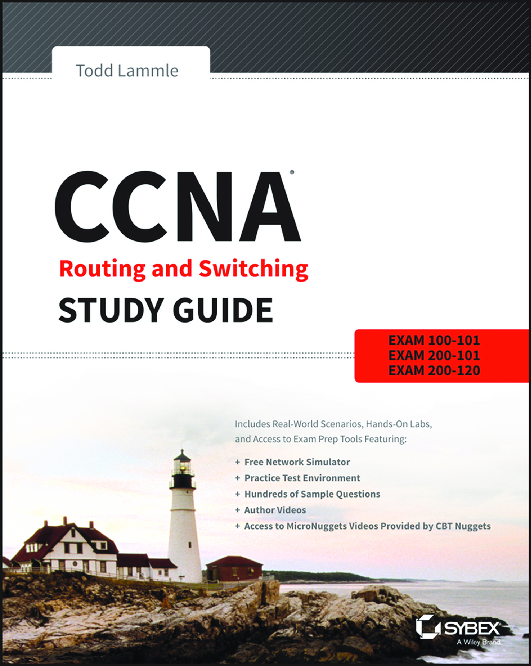 Todd Lammle
CCNA®
Routing and Switching
STUDY GUIDE
EXAM 100-101
EXAM 200-101
EXAM 200-120
Includes Real-World Scenarios, Hands-On Labs,
and Access to Exam Prep Tools Featuring:
+ Free Network Simulator
+ Practice Test Environment
+ Hundreds of Sample Questions
+ Author Videos
+ Access to MicroNuggets Videos Provided by CBT Nuggets
SYBEX
A Wiley Brand